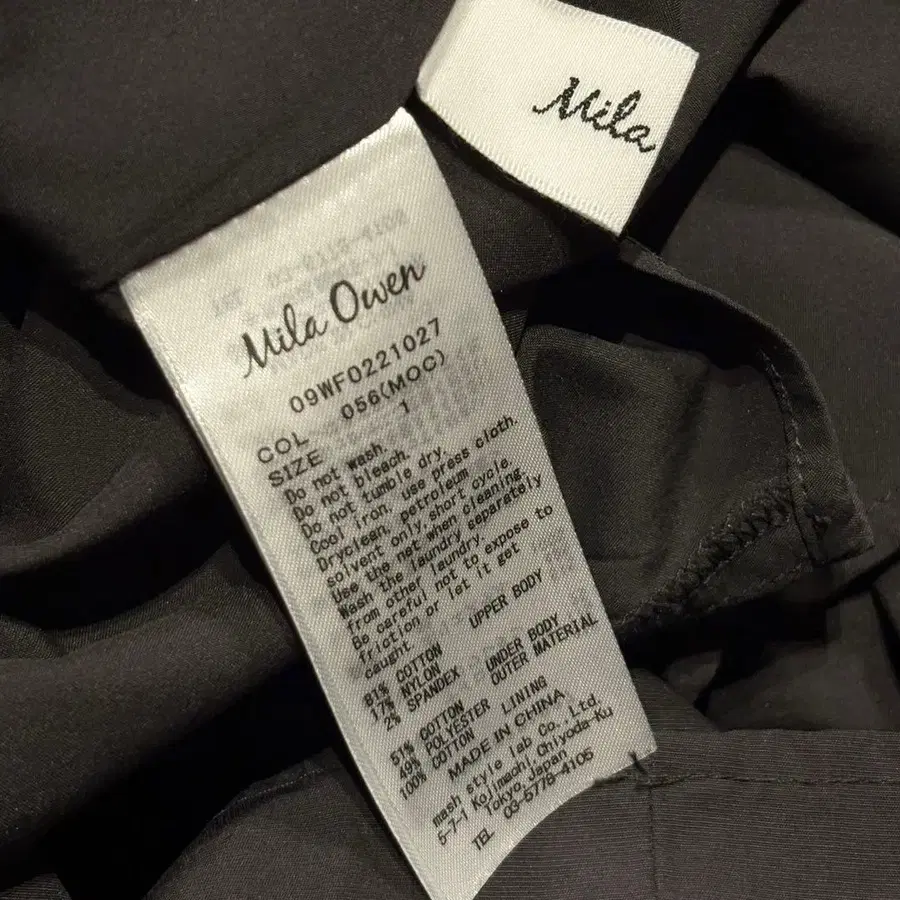 Mila
Mila Owen
09WF0221027
COL 056(MOC)
SIZE 1
Do not wash.
Do not bleach.
Do not tumble dry.
Cool iron, use press cloth.
Dryclean, petroleum
solvent only, short cycle
Use the net when cleaning.
Wash the laundry separately
from other laundry.
Be careful not to expose to
friction or let it get
caught.
UPPER BODY
81% COTTON
17% NYLON
2% SPANDEX
UNDER BODY
OUTER MATERIAL
51% COTTON
49% POLYESTER
LINING
100% COTTON
MADE IN CHINA
mash style lab Co.,Ltd.
5-7-1 Kojimachi, Chiyoda-Ku
Tokyo, Japan
TEL 03-5778-4105